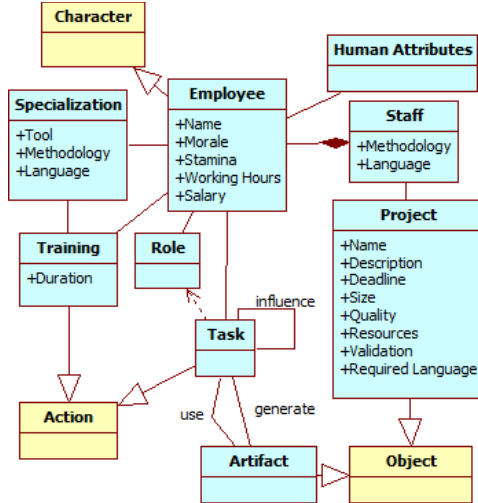 Character
Human Attributes
Specialization
+Tool
+Methodology
+Language
Employee
+Name
+Morale
+Stamina
+Working Hours
+Salary
Staff
+Methodology
+Language
Project
+Name
+Description
+Deadline
+Size
+Quality
+Resources
+Validation
+Required Language
Training
+Duration
Role
influence
Task
Action
use
generate
Artifact
Object